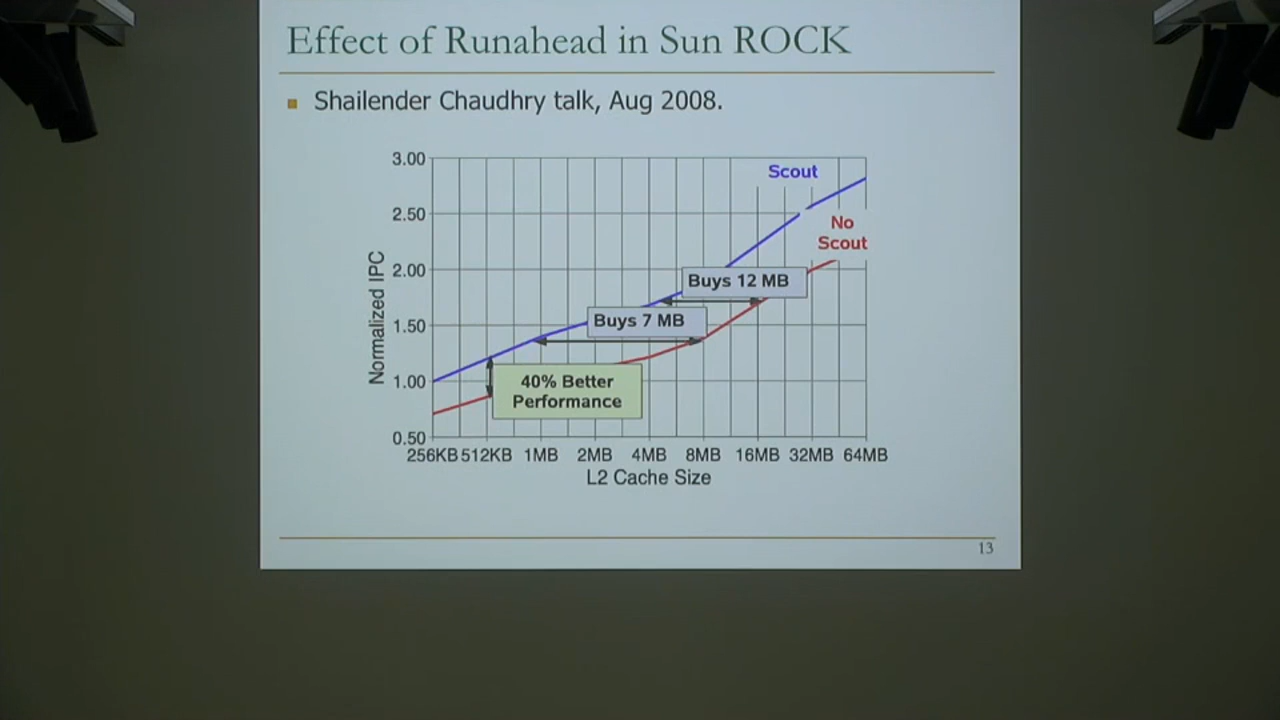 Effect of Runahead in Sun ROCK
Shailender Chaudhry talk, Aug 2008.
3.00
2.50
2.00
1.50
1.00
0.50
Normalized IPC
Scout
No
Scout
Buys 12 MB
Buys 7 MB
40% Better
Performance
256KB 512KB 1MB 2MB 4MB 8MB 16MB 32MB 64MB
L2 Cache Size
13